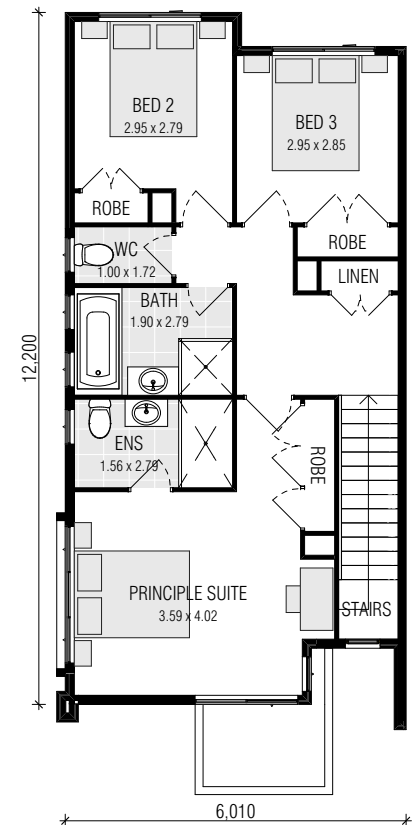 BED 2
2.95 x 2.79
BED 3
2.95 x 2.85
ROBE
ROBE
WC
1.00 x 1.72
LINEN
BATH
1.90 x 2.79
12,200
ENS
1.56 x 2.79
ROBE
PRINCIPLE SUITE
3.59 x 4.02
STAIRS
6,010